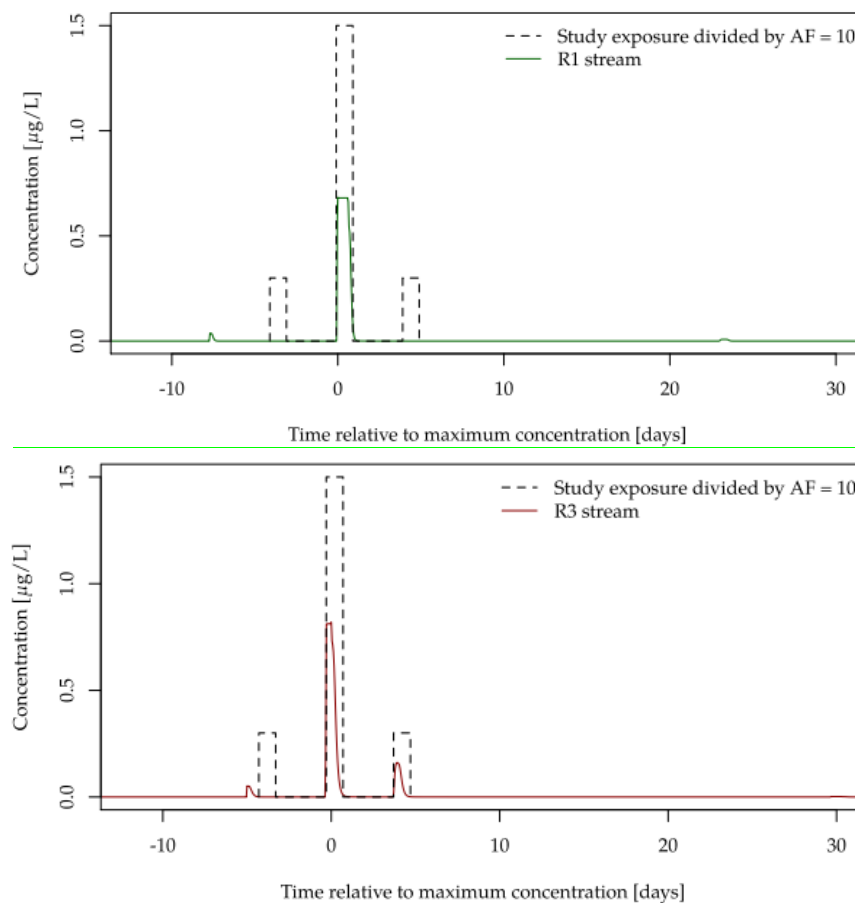 1.5
1.0
0.5
0.0
Concentration [µg/L]
Study exposure divided by AF = 10
R1 stream
-10 0 10 20 30
Time relative to maximum concentration [days]
1.5
1.0
0.5
0.0
Concentration [µg/L]
Study exposure divided by AF = 10
R3 stream
-10 0 10 20 30
Time relative to maximum concentration [days]